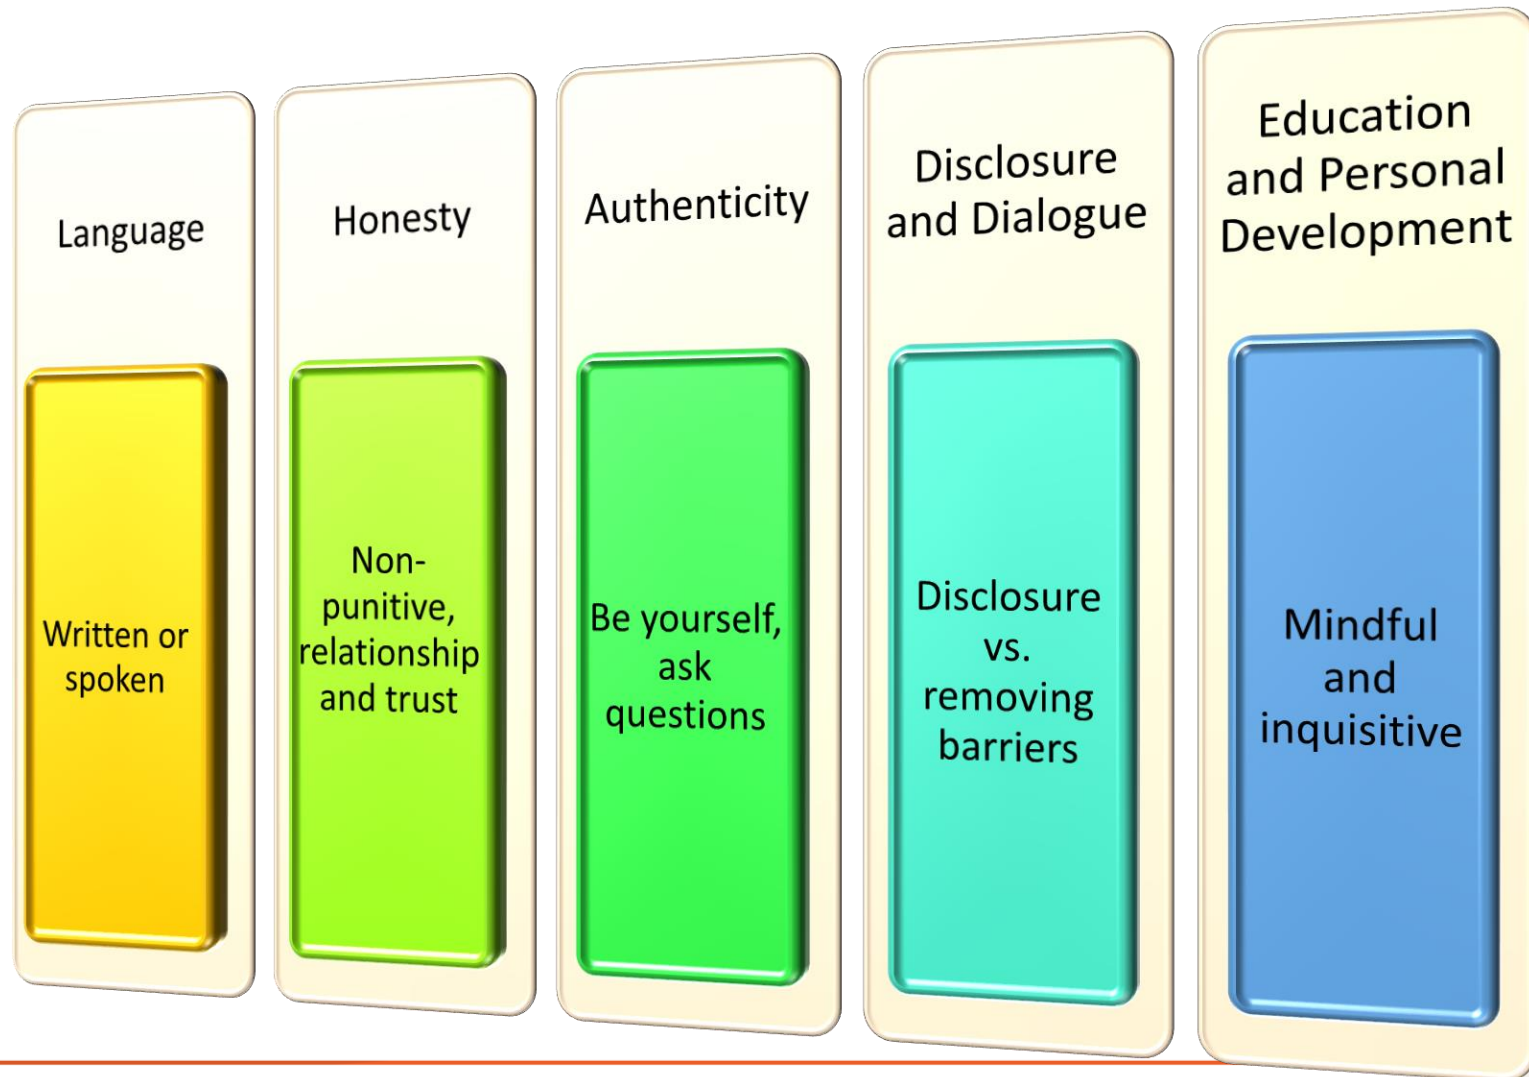 Language
Written or
spoken
Honesty
Non-
punitive,
relationship
and trust
Authenticity
Be yourself,
ask
questions
Disclosure
and Dialogue
Disclosure
vs.
removing
barriers
Education
and Personal
Development
Mindful
and
inquisitive